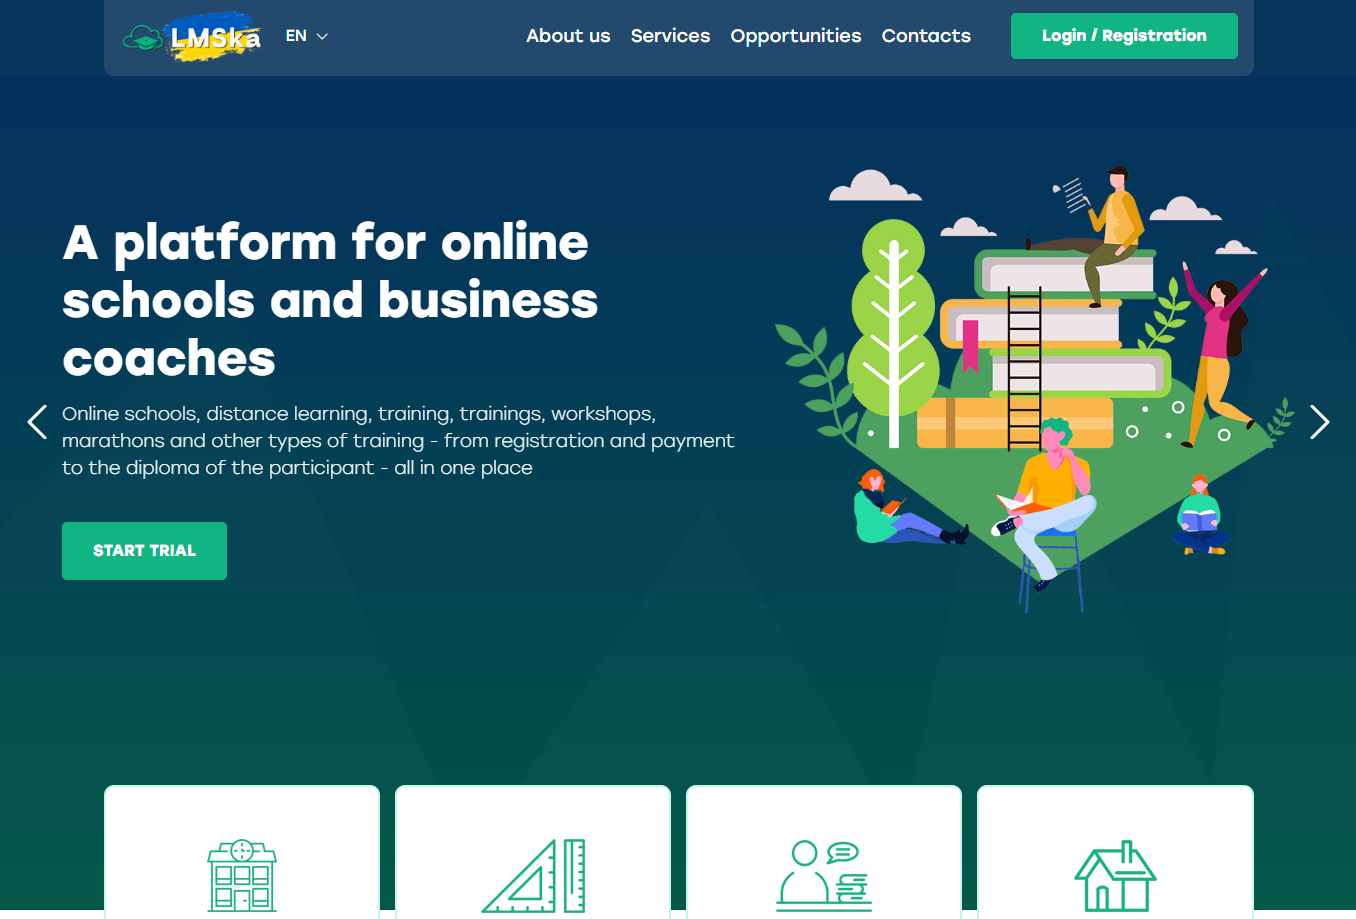 LMSka
EN
About us
Services
Opportunities
Contacts
Login / Registration
A platform for online
schools and business
coaches
Online schools, distance learning, training, trainings, workshops,
marathons and other types of training - from registration and payment
to the diploma of the participant - all in one place
START TRIAL